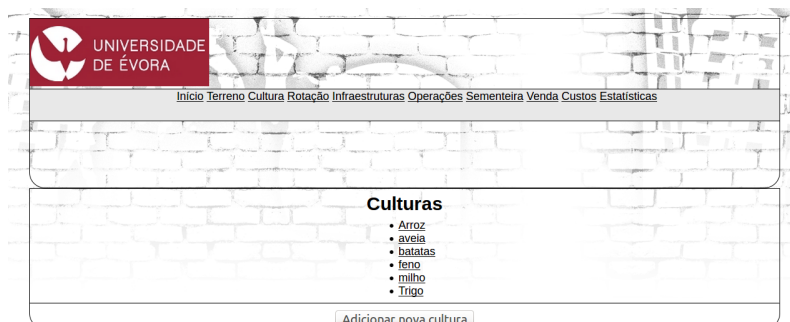 UNIVERSIDADE
DE ÉVORA
Início Terreno Cultura Rotação Infraestruturas Operações Sementeira Venda Custos Estatísticas
Culturas
Arroz
aveia
batatas
feno
milho
Trigo
Adicionar nova cultura